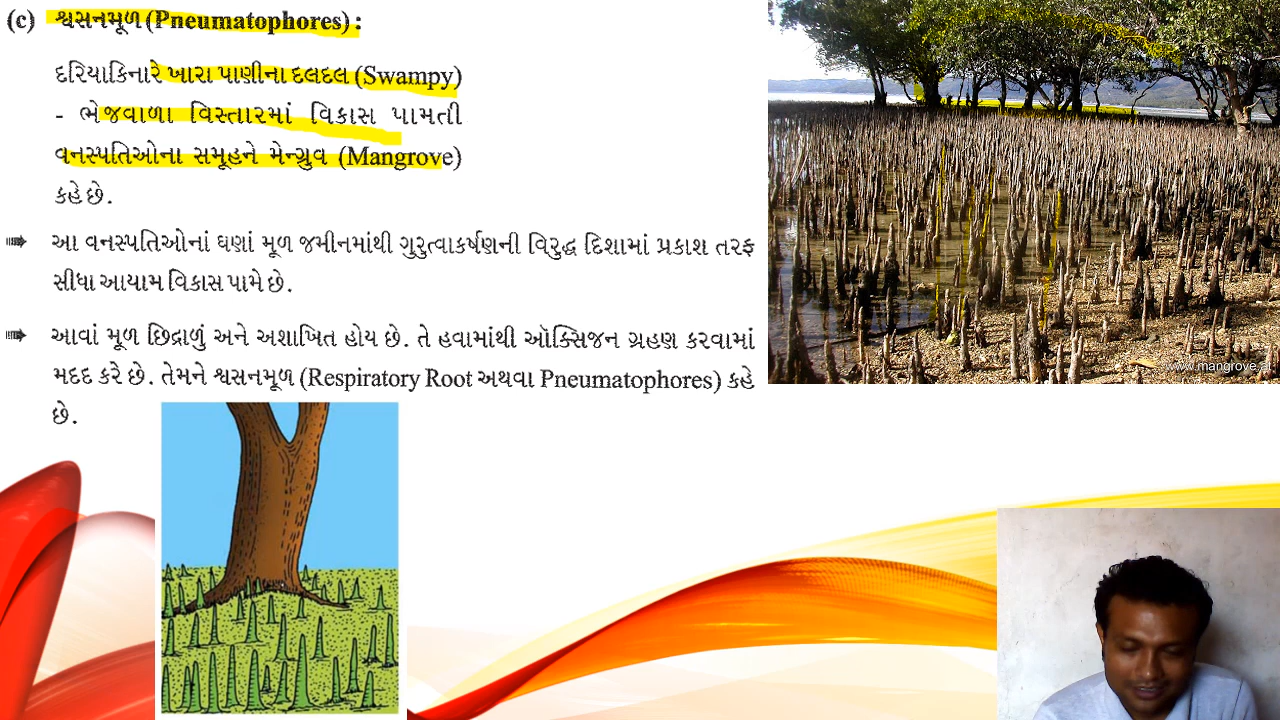 (c) શ્વસનમૂળ (Pneumatophores) :
દરિયાકિનારે ખારા પાણીના દલદલ (Swampy)
- ભેજવાળા વિસ્તારમાં વિકાસ પામતી
વનસ્પતિઓના સમૂહને મેન્ગ્રુવ (Mangrove)
કહે છે.
આ વનસ્પતિઓનાં ઘણાં મૂળ જમીનમાંથી ગુરુત્વાકર્ષણની વિરુદ્ધ દિશામાં પ્રકાશ તરફ
સીધા આયામ વિકાસ પામે છે.
આવાં મૂળ છિદ્રાળું અને અશાખિત હોય છે. તે હવામાંથી ઑક્સિજન ગ્રહણ કરવામાં
મદદ કરે છે. તેમને શ્વસનમૂળ (Respiratory Root અથવા Pneumatophores) કહે
છે.
www.mangrove.at